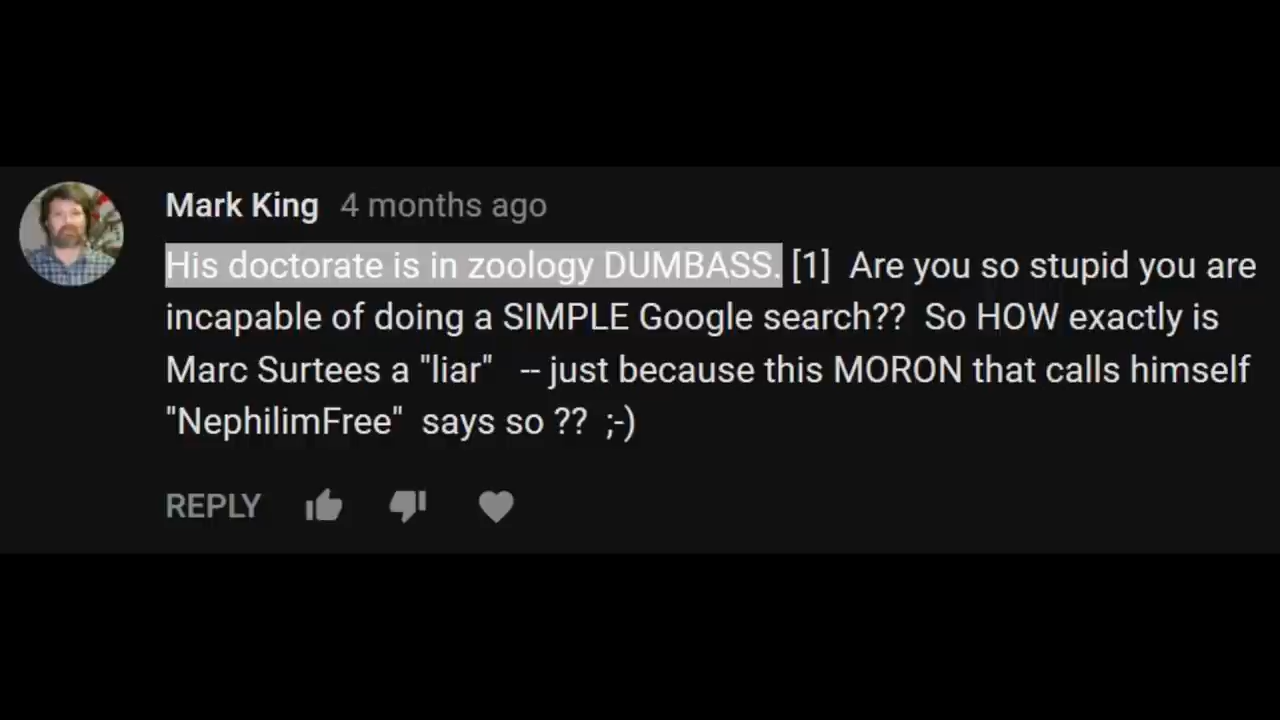 Mark King 4 months ago
His doctorate is in zoology DUMBASS. [1]  Are you so stupid you are
incapable of doing a SIMPLE Google search??  So HOW exactly is
Marc Surtees a "liar"   -- just because this MORON that calls himself
"NephilimFree"  says so ??  ;-)
REPLY